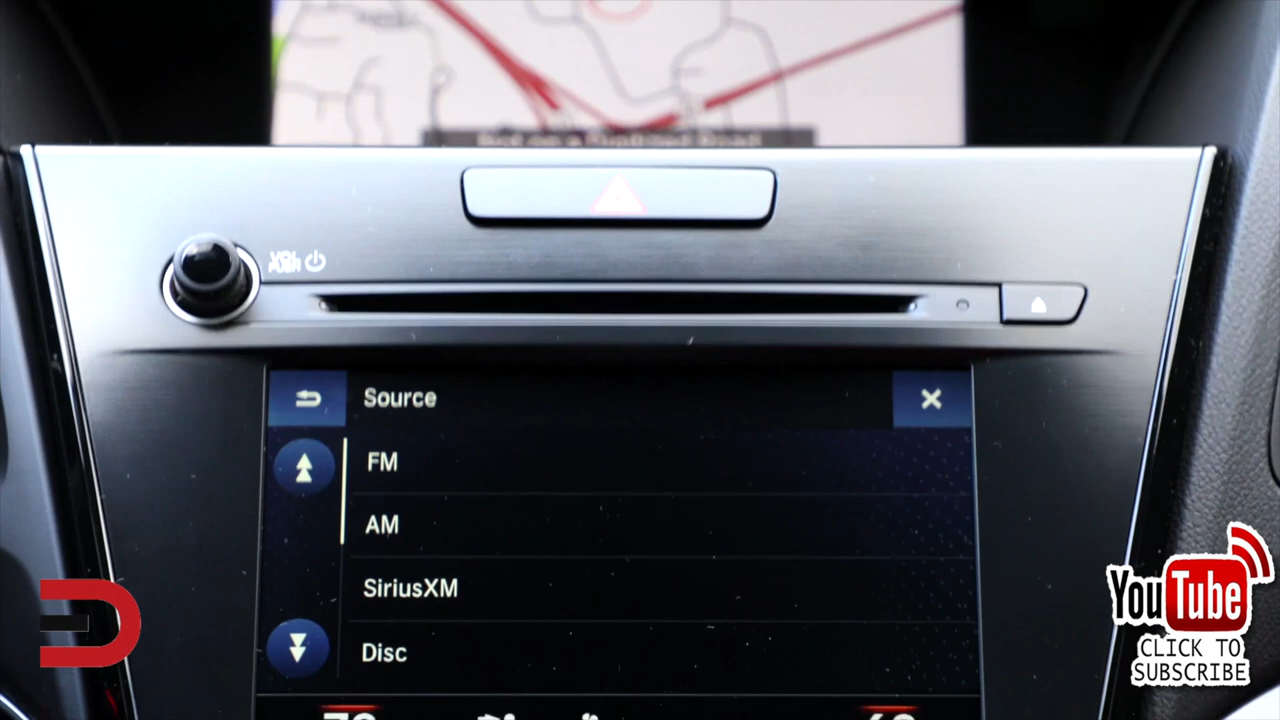 VOL
PUSH
Source
FM
AM
SiriusXM
Disc
YouTube
CLICK TO
SUBSCRIBE